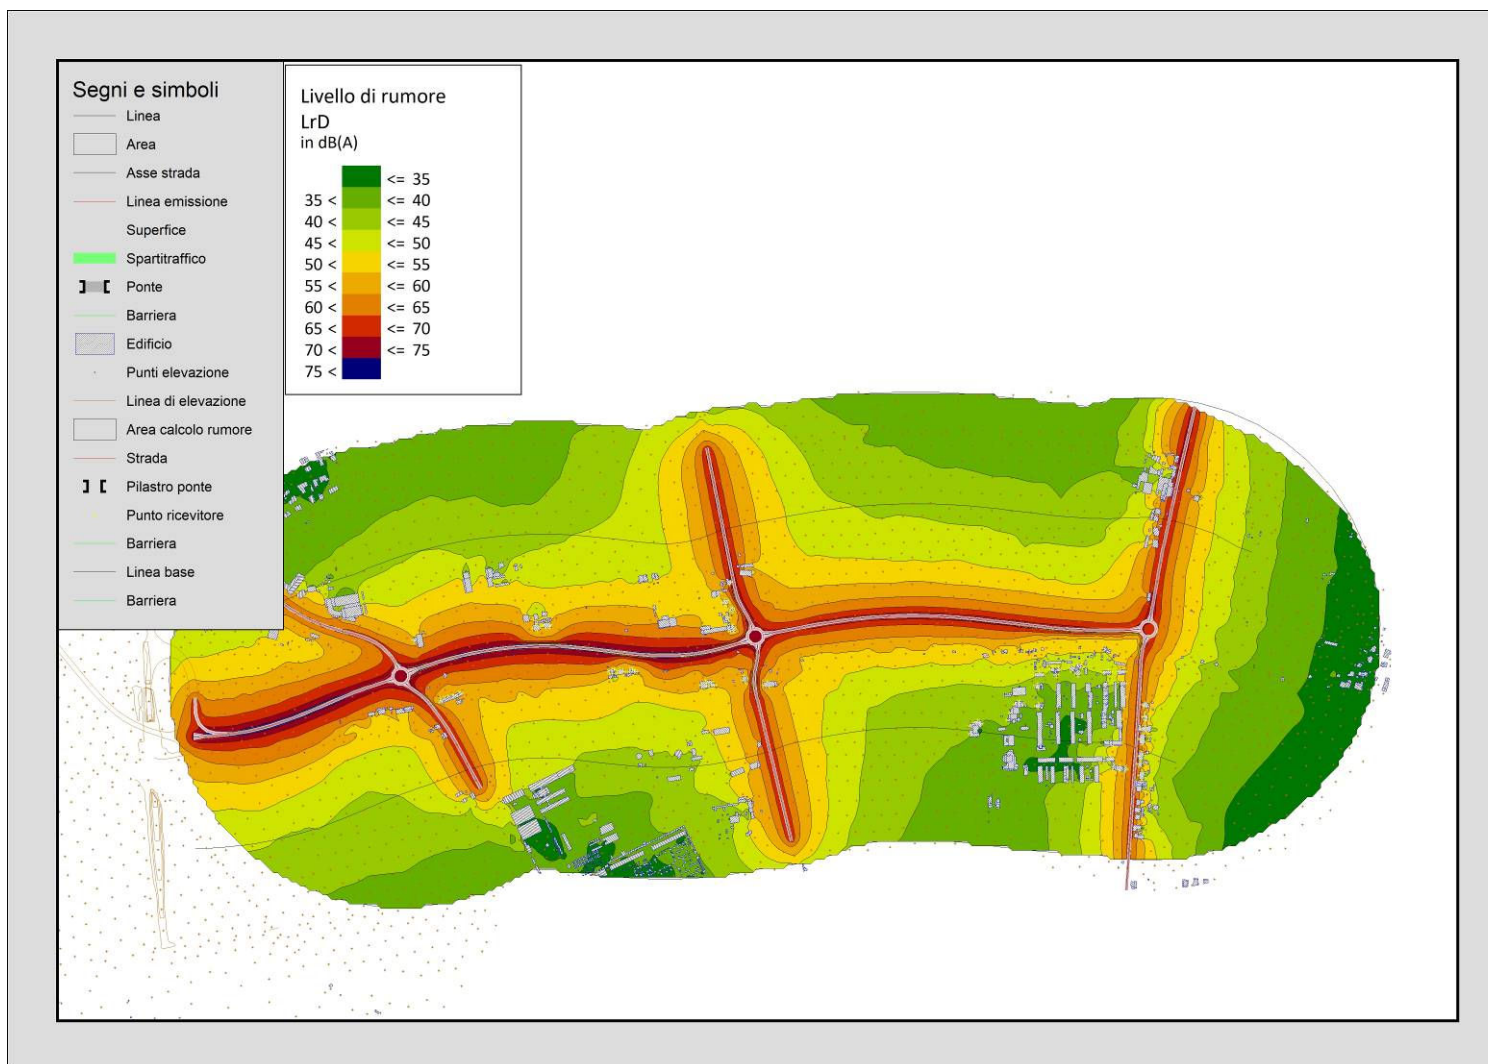 Segni e simboli
Linea
Area
Asse strada
Linea emissione
Superfice
Spartitraffico
Ponte
Barriera
Edificio
Punti elevazione
Linea di elevazione
Area calcolo rumore
Strada
Pilastro ponte
Punto ricevitore
Barriera
Linea base
Barriera
Livello di rumore
LrD
in dB(A)
<= 35
35 < <= 40
40 < <= 45
45 < <= 50
50 < <= 55
55 < <= 60
60 < <= 65
65 < <= 70
70 < <= 75
75 <